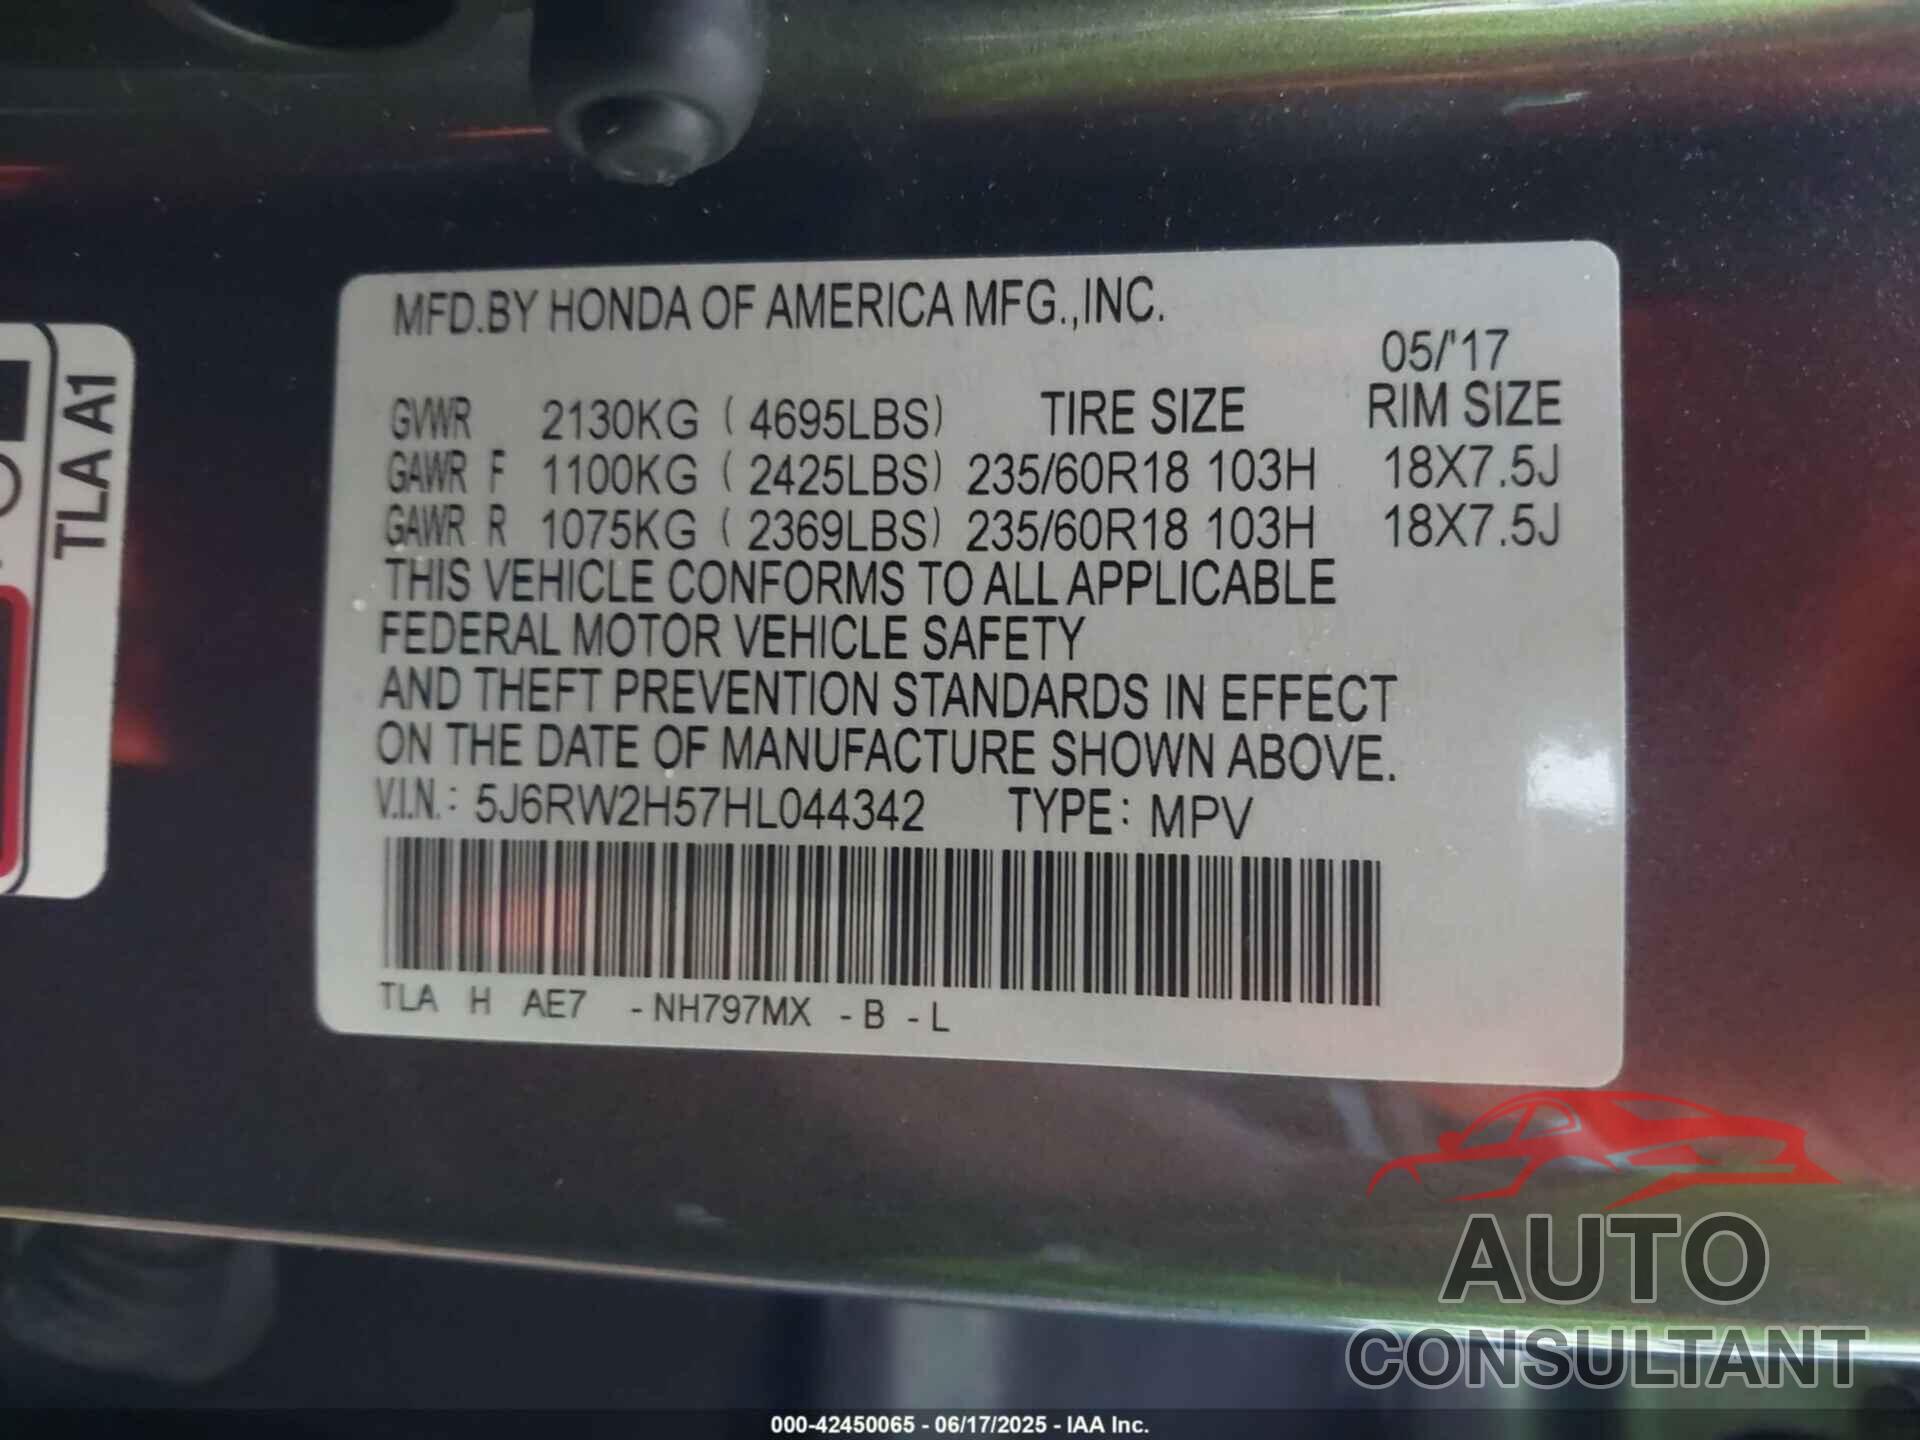 MFD.BY HONDA OF AMERICA MFG.,INC.
05/'17
GVWR 2130KG ( 4695LBS) TIRE SIZE RIM SIZE
GAWR F 1100KG ( 2425LBS) 235/60R18 103H 18X7.5J
GAWR R 1075KG ( 2369LBS) 235/60R18 103H 18X7.5J
THIS VEHICLE CONFORMS TO ALL APPLICABLE
FEDERAL MOTOR VEHICLE SAFETY
AND THEFT PREVENTION STANDARDS IN EFFECT
ON THE DATE OF MANUFACTURE SHOWN ABOVE.
V.I.N.: 5J6RW2H57HL044342 TYPE: MPV
TLA H AE7 -NH797MX -B -L
TLA A1
AUTO
CONSULTANT
000-42450065 - 06/17/2025 - IAA Inc.